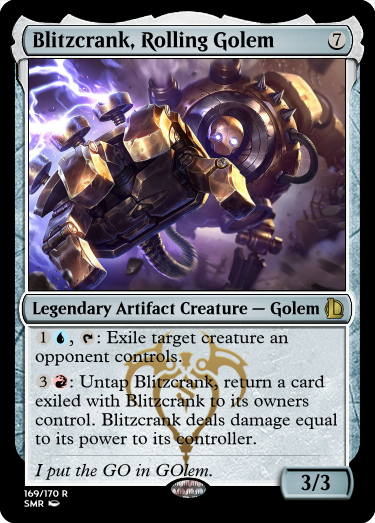 Blitzcrank, Rolling Golem 7
Legendary Artifact Creature — Golem
1 , : Exile target creature an
opponent controls.
3 : Untap Blitzcrank, return a card
exiled with Blitzcrank to its owners
control. Blitzcrank deals damage equal
to its power to its controller.
I put the GO in GOlem.
3/3
169/170 R
SMR